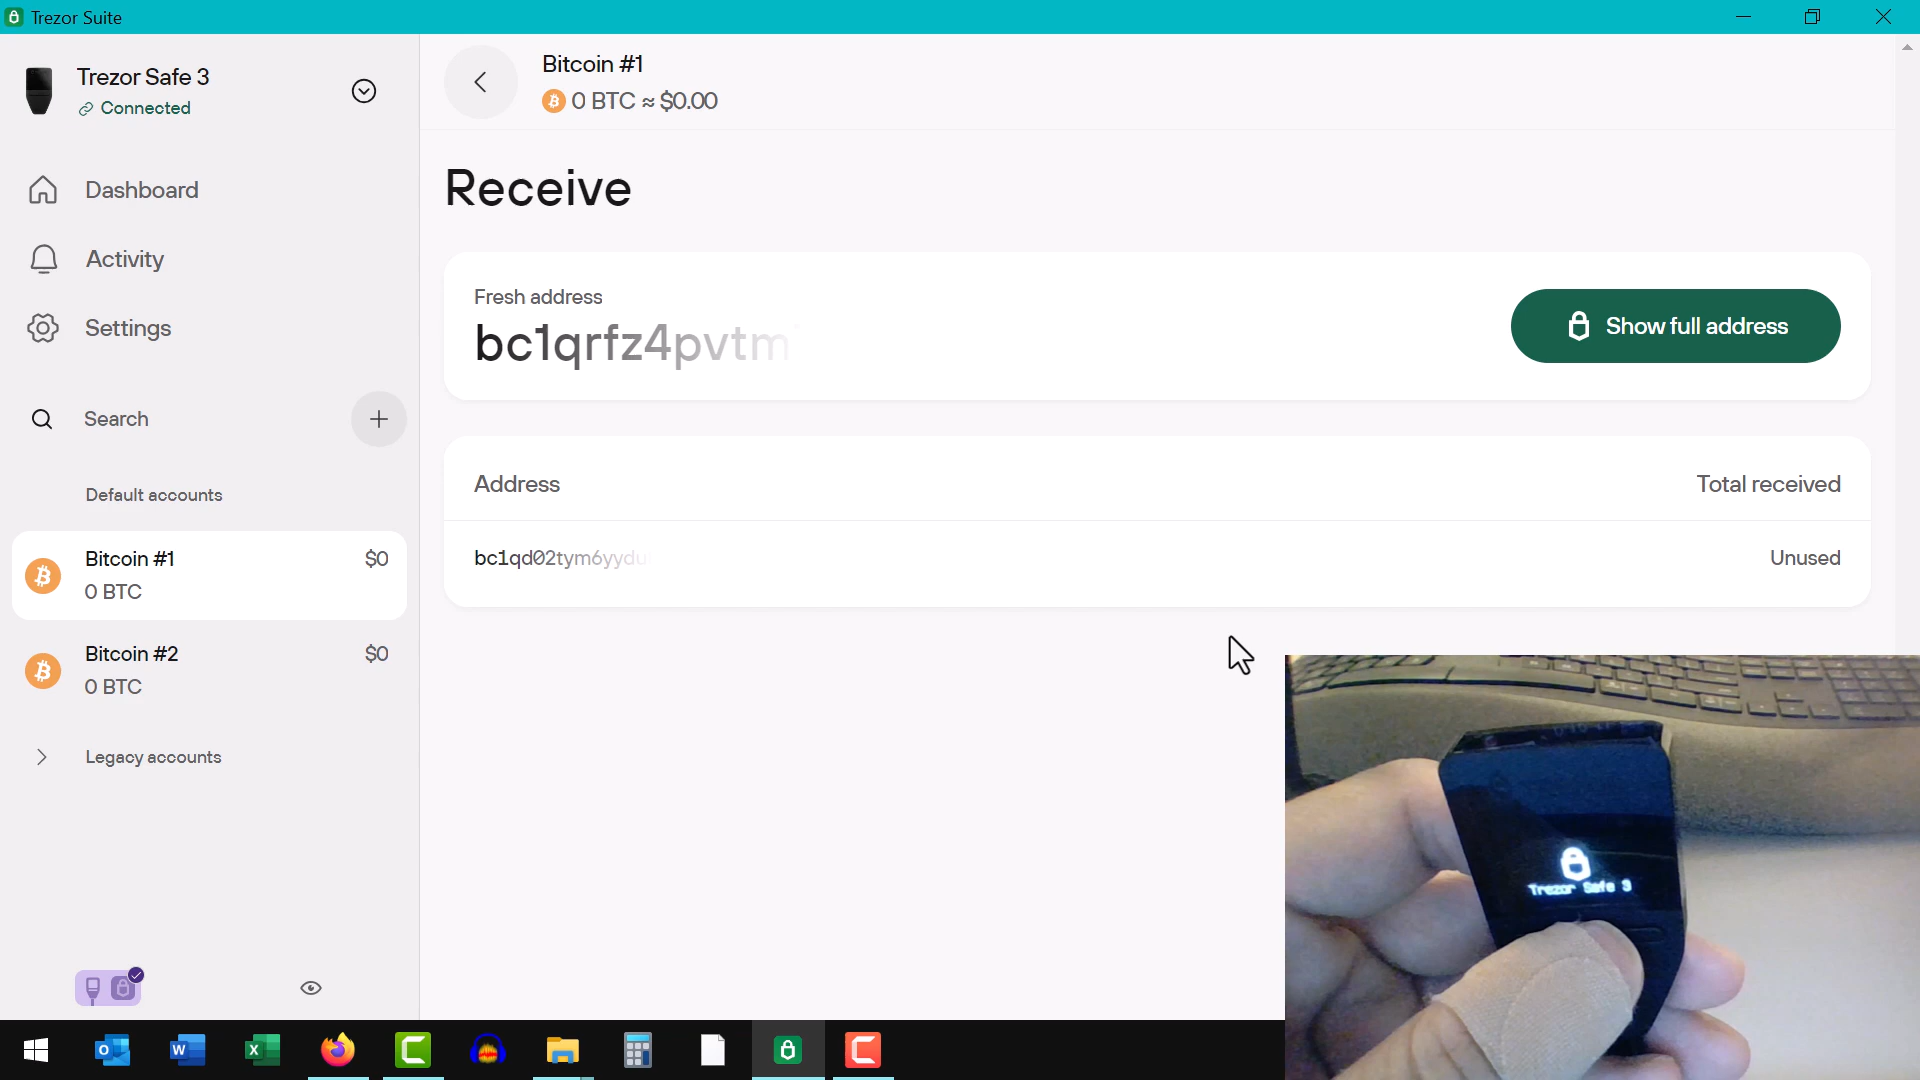 Trezor Suite
Trezor Safe 3
Connected
Dashboard
Activity
Settings
Search
Default accounts
Bitcoin #1
$0
0 BTC
Bitcoin #2
$0
0 BTC
Legacy accounts
Bitcoin #1
0 BTC ≈ $0.00
Receive
Fresh address
bc1qrfz4pvtm
Show full address
Address
Total received
bc1qd02tym6yydu
Unused
Trezor Safe 3